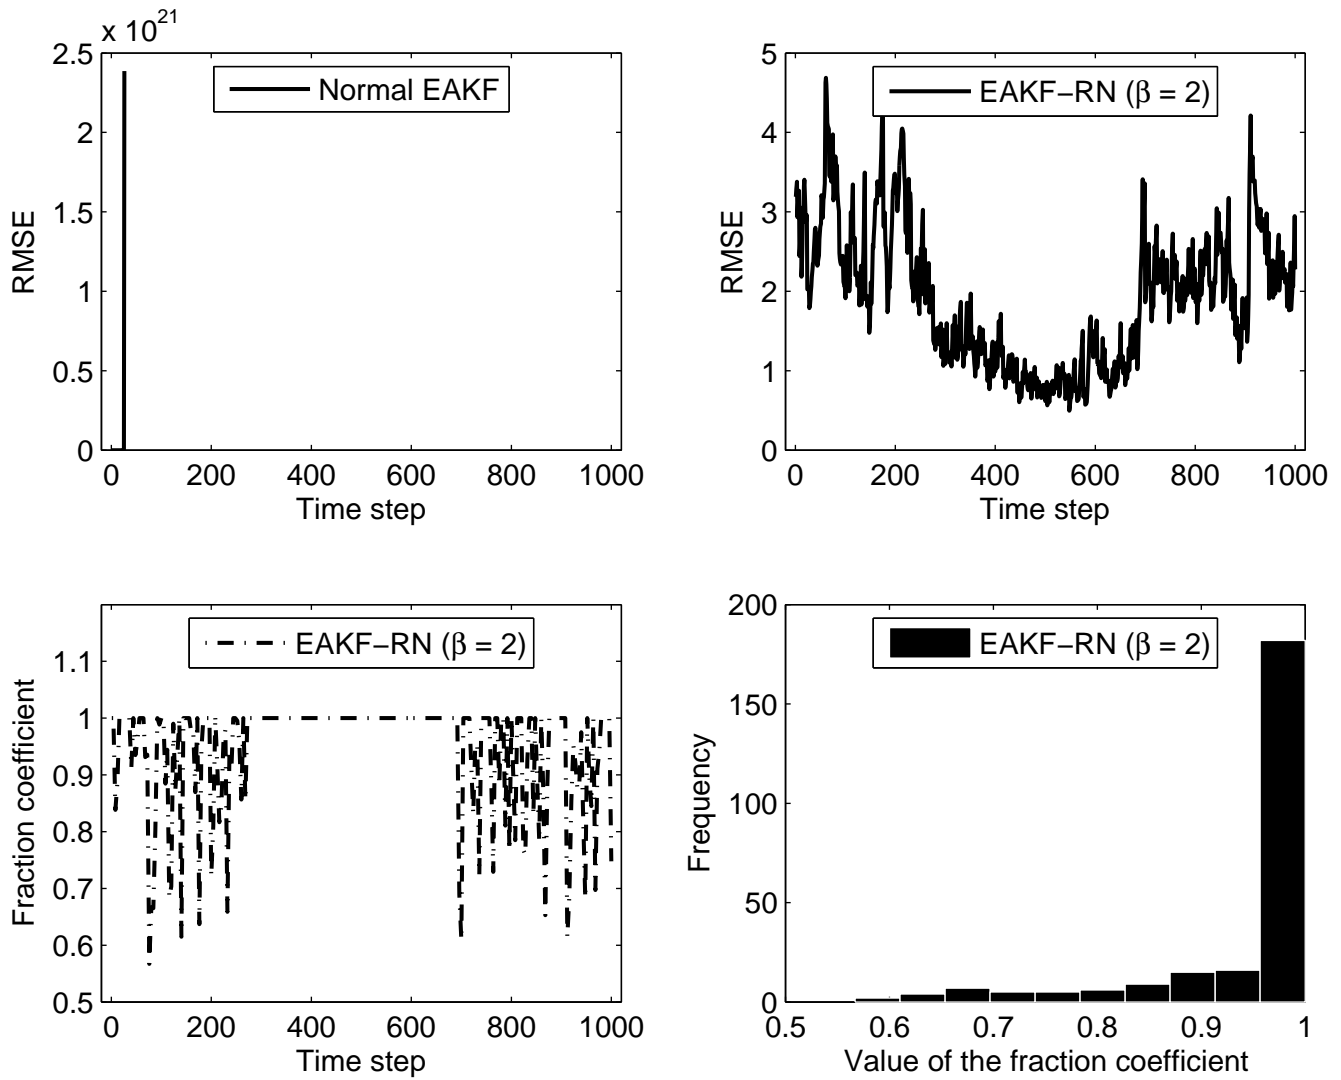 x 10^21
2.5
2
1.5
1
0.5
0
0 200 400 600 800 1000
RMSE
Time step
Normal EAKF
5
4
3
2
1
0
0 200 400 600 800 1000
RMSE
Time step
EAKF−RN (β = 2)
1.1
1
0.9
0.8
0.7
0.6
0.5
0 200 400 600 800 1000
Fraction coefficient
Time step
EAKF−RN (β = 2)
200
150
100
50
0
0.5 0.6 0.7 0.8 0.9 1
Frequency
Value of the fraction coefficient
EAKF−RN (β = 2)